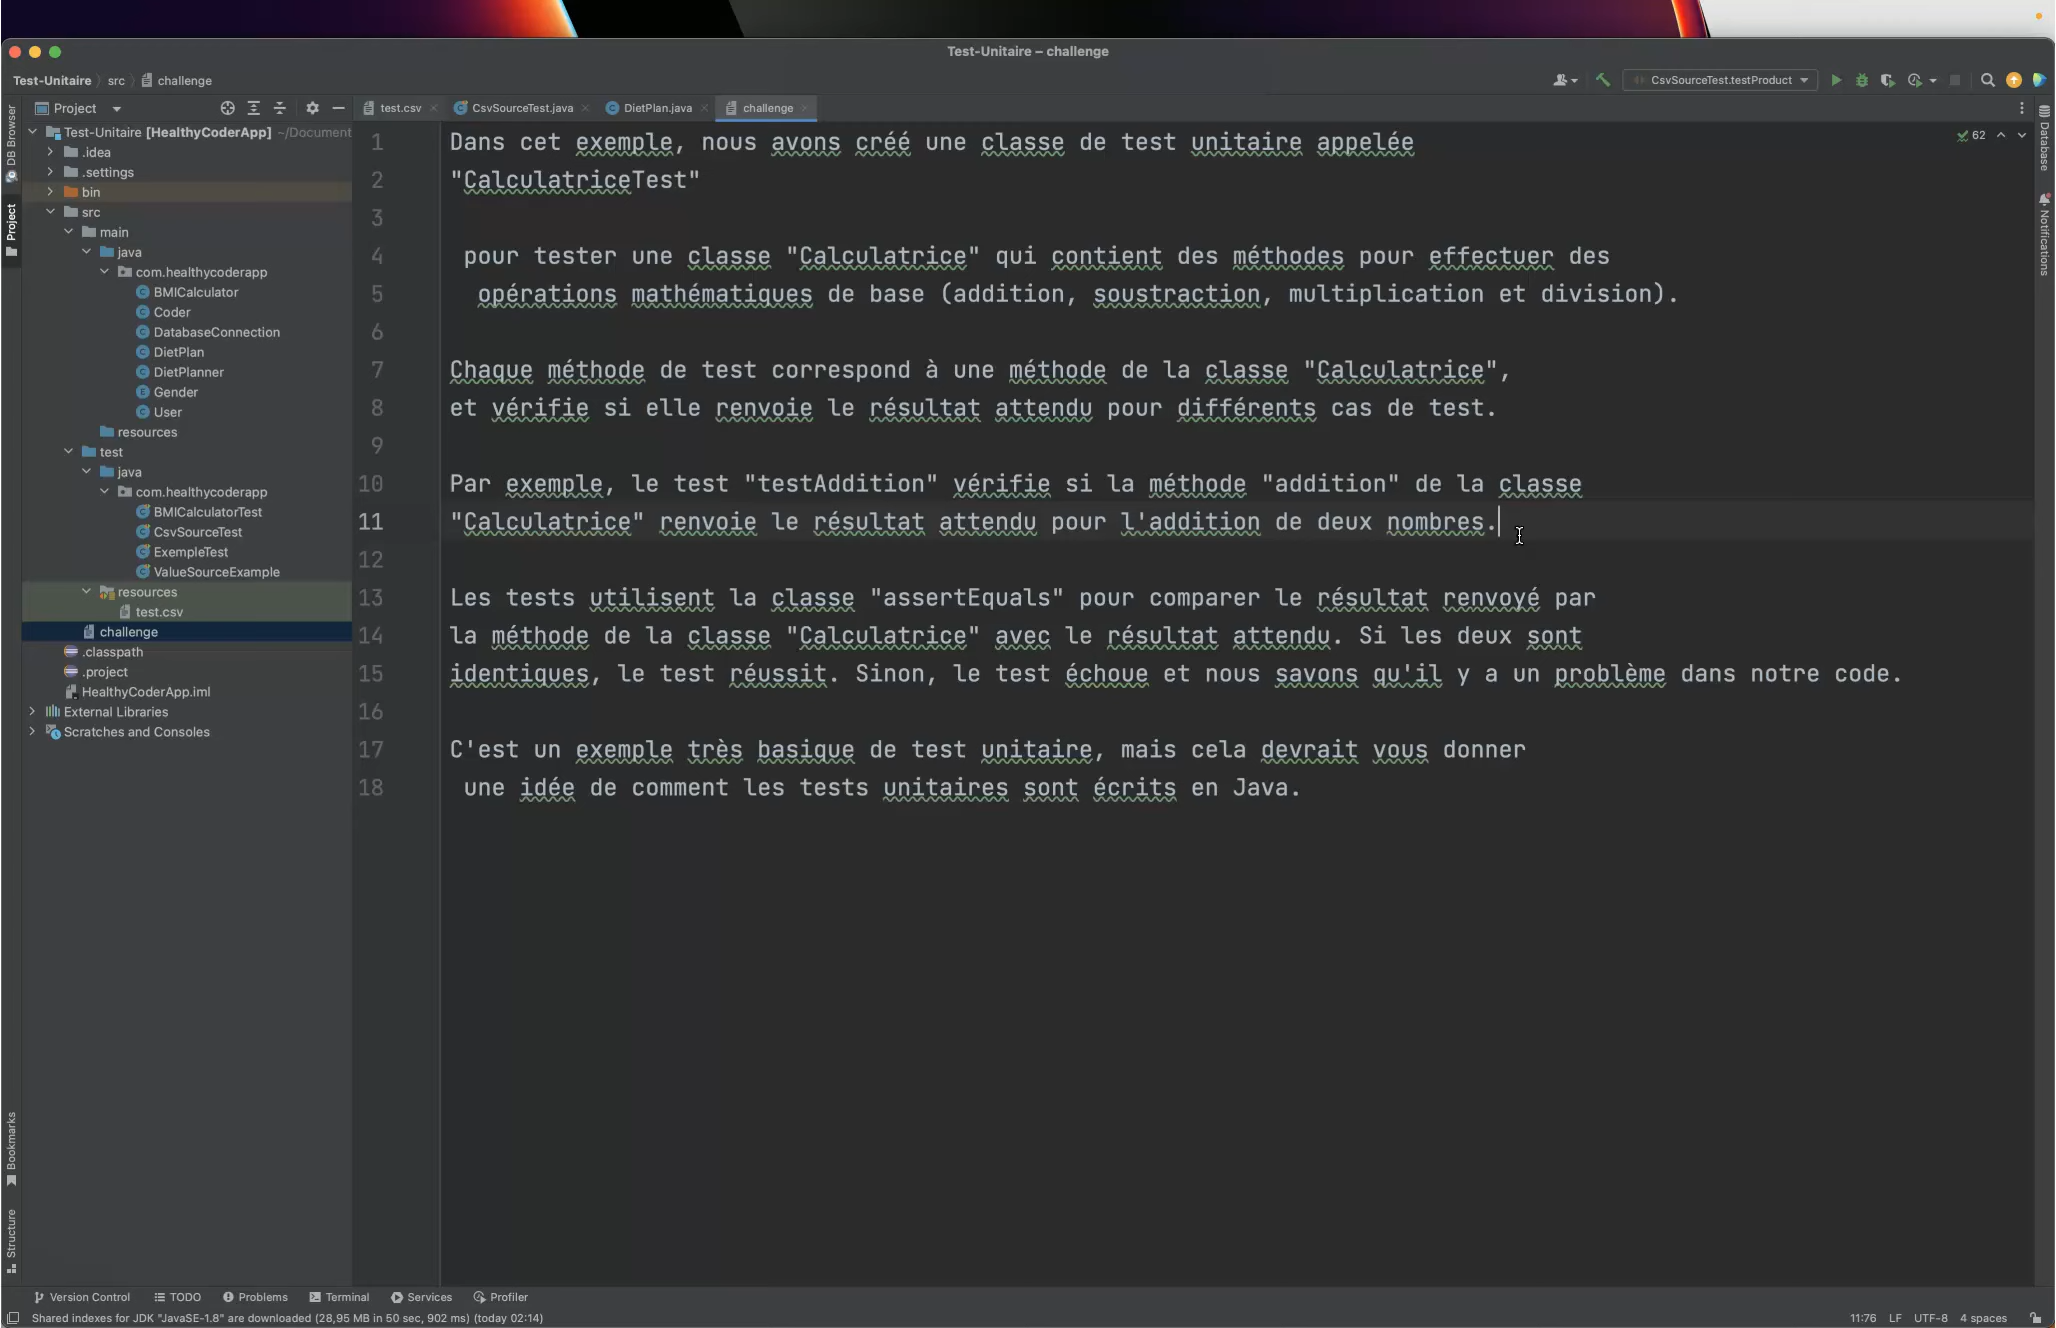 Test-Unitaire – challenge
Test-Unitaire src challenge
CsvSourceTest.testProduct
Project
test.csv CsvSourceTest.java DietPlan.java challenge
DB Browser
Project
Bookmarks
Structure
Test-Unitaire [HealthyCoderApp] ~/Document
.idea
.settings
bin
src
main
java
com.healthycoderapp
BMICalculator
Coder
DatabaseConnection
DietPlan
DietPlanner
Gender
User
resources
test
java
com.healthycoderapp
BMICalculatorTest
CsvSourceTest
ExempleTest
ValueSourceExample
resources
test.csv
challenge
.classpath
.project
HealthyCoderApp.iml
External Libraries
Scratches and Consoles
1 Dans cet exemple, nous avons créé une classe de test unitaire appelée
2 "CalculatriceTest"
3
4 pour tester une classe "Calculatrice" qui contient des méthodes pour effectuer des
5 opérations mathématiques de base (addition, soustraction, multiplication et division).
6
7 Chaque méthode de test correspond à une méthode de la classe "Calculatrice",
8 et vérifie si elle renvoie le résultat attendu pour différents cas de test.
9
10 Par exemple, le test "testAddition" vérifie si la méthode "addition" de la classe
11 "Calculatrice" renvoie le résultat attendu pour l'addition de deux nombres.
12
13 Les tests utilisent la classe "assertEquals" pour comparer le résultat renvoyé par
14 la méthode de la classe "Calculatrice" avec le résultat attendu. Si les deux sont
15 identiques, le test réussit. Sinon, le test échoue et nous savons qu'il y a un problème dans notre code.
16
17 C'est un exemple très basique de test unitaire, mais cela devrait vous donner
18 une idée de comment les tests unitaires sont écrits en Java.
62
Database
Notifications
Version Control TODO Problems Terminal Services Profiler
Shared indexes for JDK "JavaSE-1.8" are downloaded (28,95 MB in 50 sec, 902 ms) (today 02:14)
11:76 LF UTF-8 4 spaces